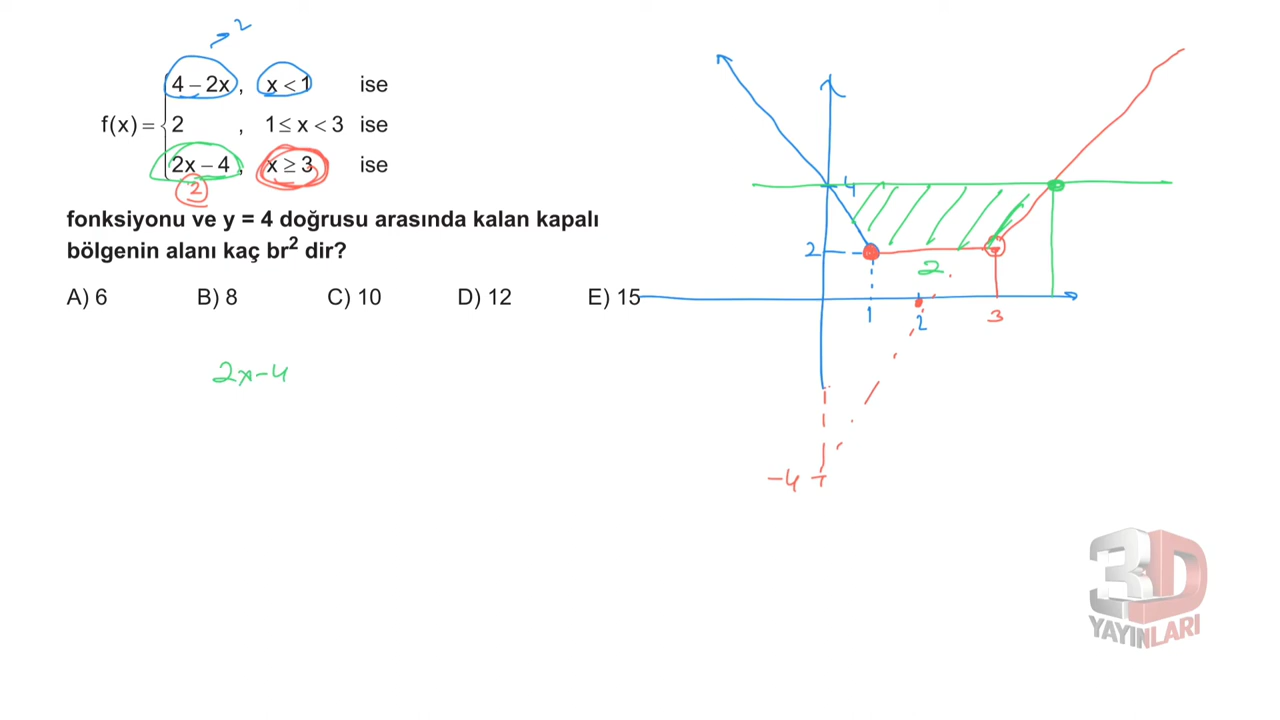 2
4 – 2x , x < 1 ise
f(x) = { 2 , 1 ≤ x < 3 ise
2x – 4 , x ≥ 3 ise
2
fonksiyonu ve y = 4 doğrusu arasında kalan kapalı
bölgenin alanı kaç br² dir?
A) 6 B) 8 C) 10 D) 12 E) 15
2x-4
4
2
2
1 2 3
-4
3D
YAYINLARI